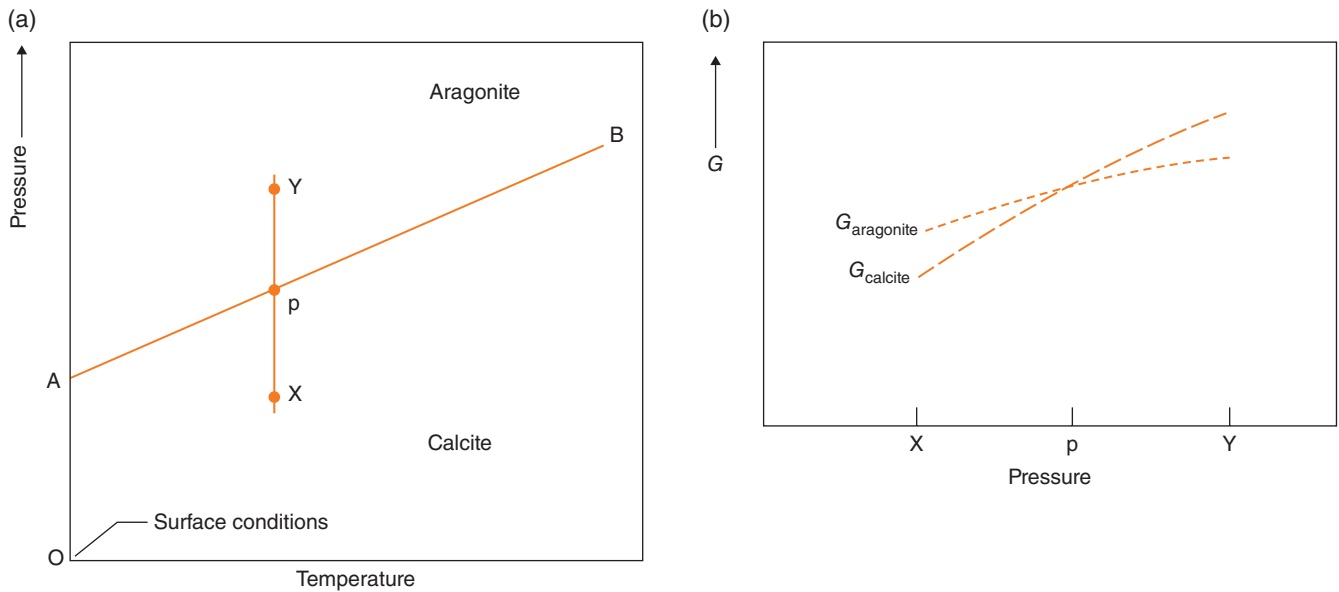 (a)
Pressure
Aragonite
B
Y
p
A
X
Calcite
Surface conditions
O
Temperature
(b)
G
Garagonite
Gcalcite
X
p
Y
Pressure